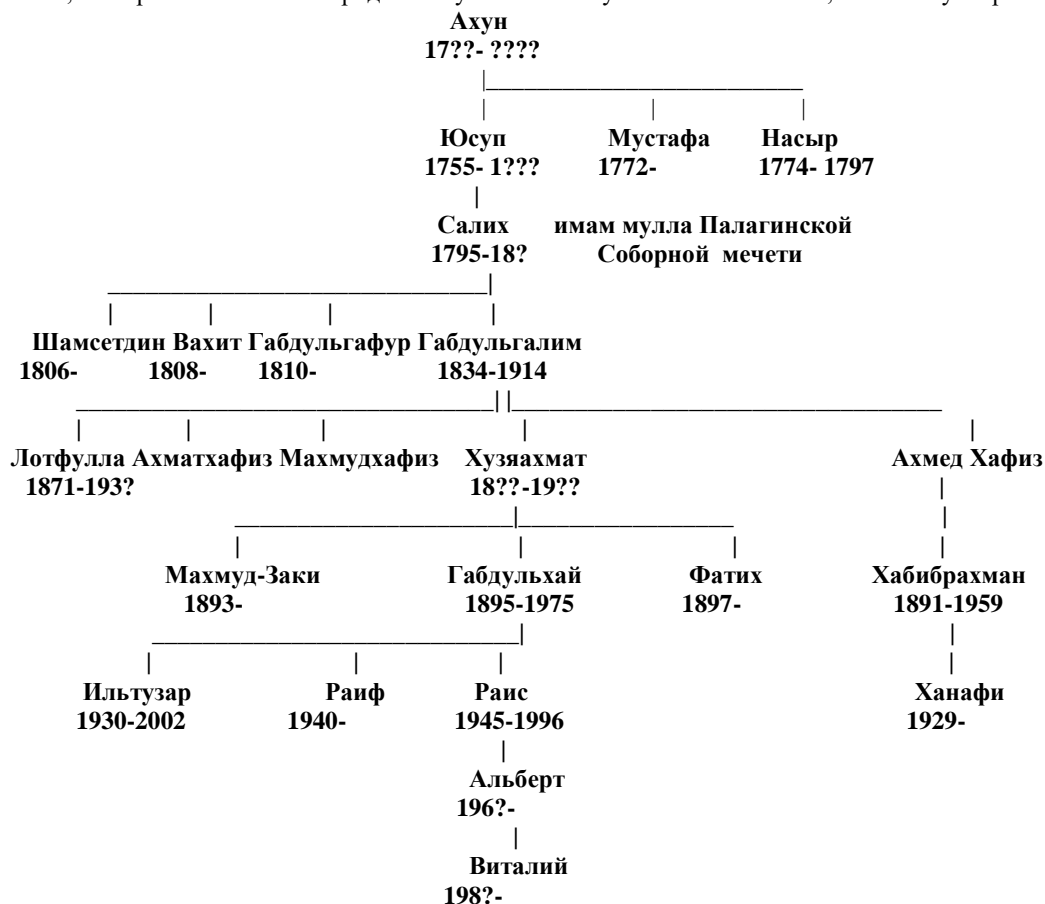 Ахун
17??- ????
Юсуп Мустафа Насыр
1755- 1??? 1772- 1774- 1797
Салих имам мулла Палагинской
1795-18? Соборной мечети
Шамсетдин Вахит Габдульгафур Габдульгалим
1806- 1808- 1810- 1834-1914
Лотфулла Ахматхафиз Махмудхафиз Хузяахмат Ахмед Хафиз
1871-193? 18??-19??
Махмуд-Заки Габдульхай Фатих Хабибрахман
1893- 1895-1975 1897- 1891-1959
Ильтузар Раиф Раис Ханафи
1930-2002 1940- 1945-1996 1929-
Альберт
196?-
Виталий
198?-